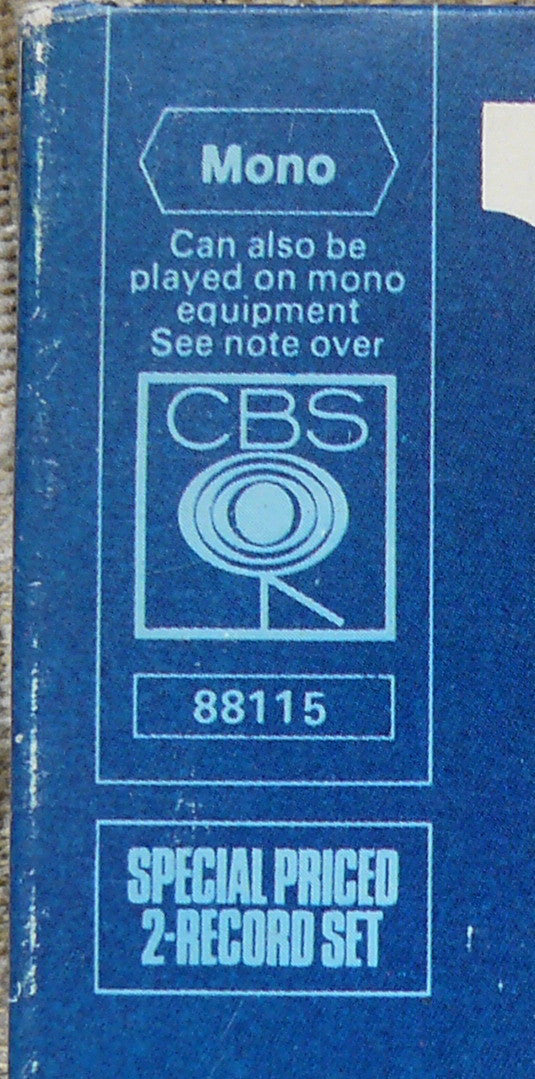 Mono
Can also be
played on mono
equipment
See note over
CBS
88115
SPECIAL PRICED
2-RECORD SET